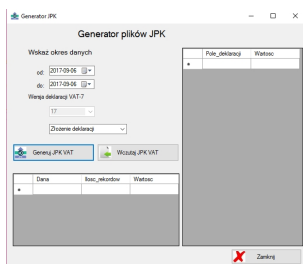 Generator JPK
Generator plików JPK
Wskaż okres danych
od: 2017-09-06
do: 2017-09-06
Wersja deklaracji VAT-7
17
Złożenie deklaracji
Generuj JPK VAT
Wczutaj JPK VAT
Dana Ilosc_rekordow Wartosc
Pole_deklaracji Wartosc
Zamknij